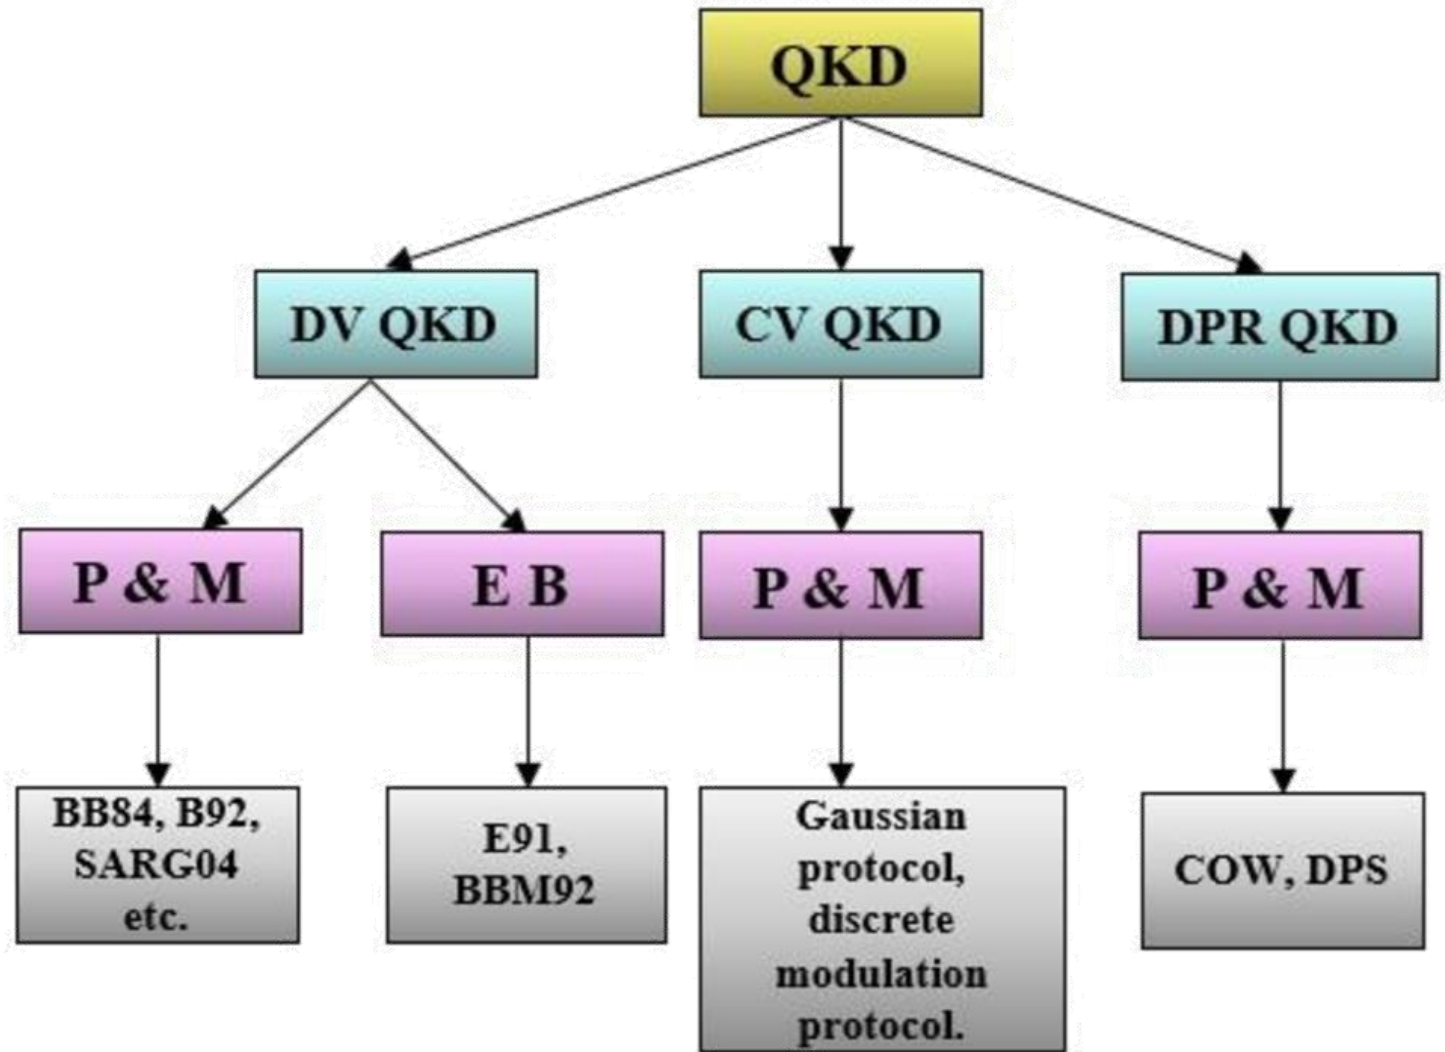 QKD
DV QKD
CV QKD
DPR QKD
P & M
E B
P & M
P & M
BB84, B92,
SARG04
etc.
E91,
BBM92
Gaussian
protocol,
discrete
modulation
protocol.
COW, DPS